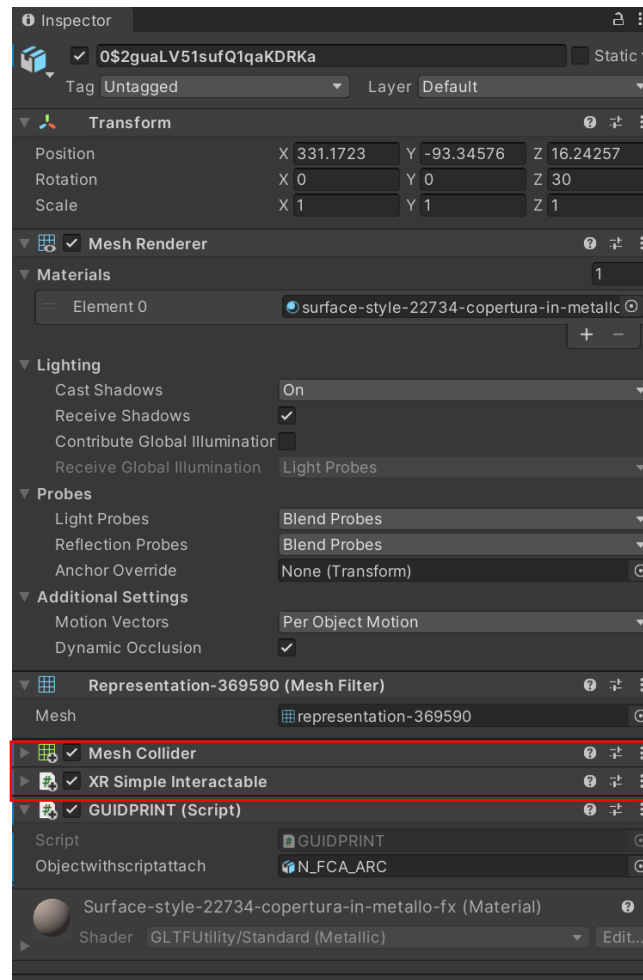 Inspector
0$2guaLV51sufQ1qaKDRKa Static
Tag Untagged Layer Default
Transform
Position X 331.1723 Y -93.34576 Z 16.24257
Rotation X 0 Y 0 Z 30
Scale X 1 Y 1 Z 1
Mesh Renderer
Materials 1
Element 0 surface-style-22734-copertura-in-metallo
Lighting
Cast Shadows On
Receive Shadows
Contribute Global Illumination
Receive Global Illumination Light Probes
Probes
Light Probes Blend Probes
Reflection Probes Blend Probes
Anchor Override None (Transform)
Additional Settings
Motion Vectors Per Object Motion
Dynamic Occlusion
Representation-369590 (Mesh Filter)
Mesh representation-369590
Mesh Collider
XR Simple Interactable
GUIDPRINT (Script)
Script GUIDPRINT
Objectwithscriptattach N_FCA_ARC
Surface-style-22734-copertura-in-metallo-fx (Material)
Shader GLTFUtility/Standard (Metallic) Edit...